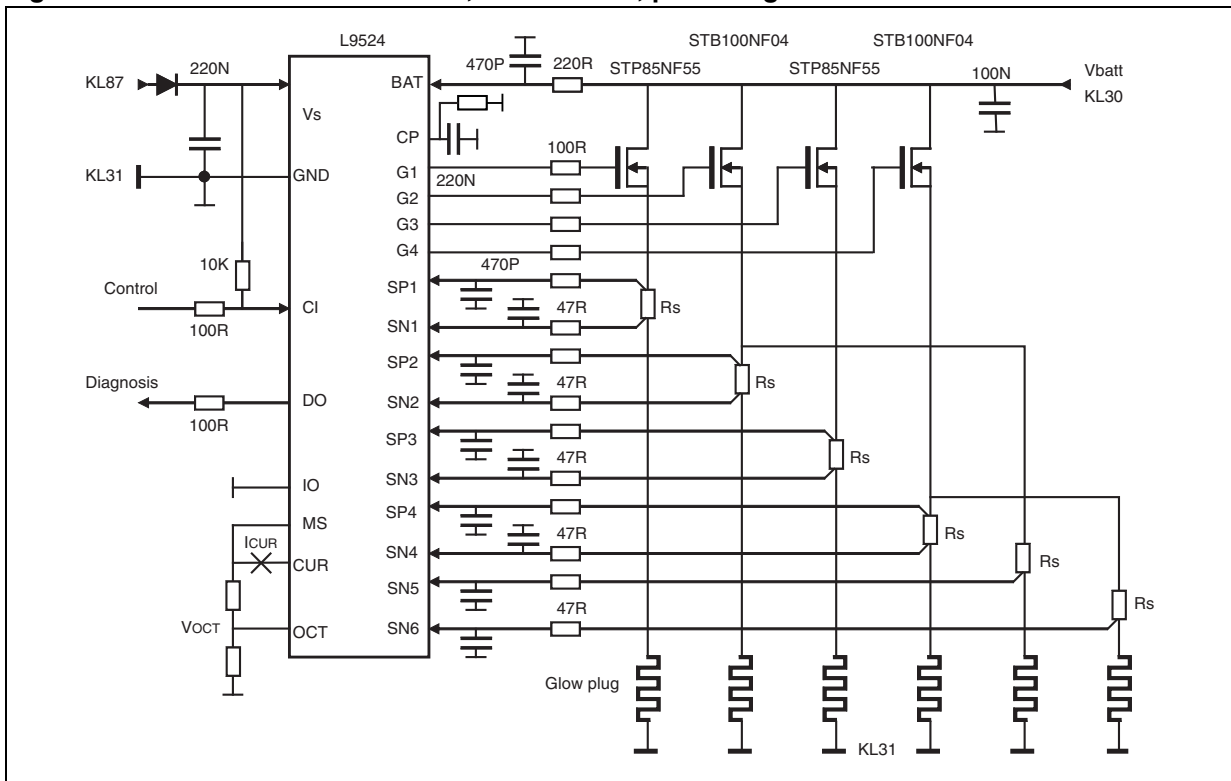 L9524
STB100NF04
STB100NF04
470P
220R
STP85NF55
STP85NF55
100N
Vbatt
KL30
KL87
220N
Vs
BAT
CP
100R
KL31
GND
G1
220N
G2
G3
G4
10K
470P
Control
CI
SP1
47R
Rs
100R
SN1
SP2
Diagnosis
DO
47R
Rs
SN2
100R
SP3
47R
Rs
SN3
IO
SP4
MS
ICUR
47R
Rs
CUR
SN4
Rs
SN5
47R
Rs
VOCT
OCT
SN6
Glow plug
KL31